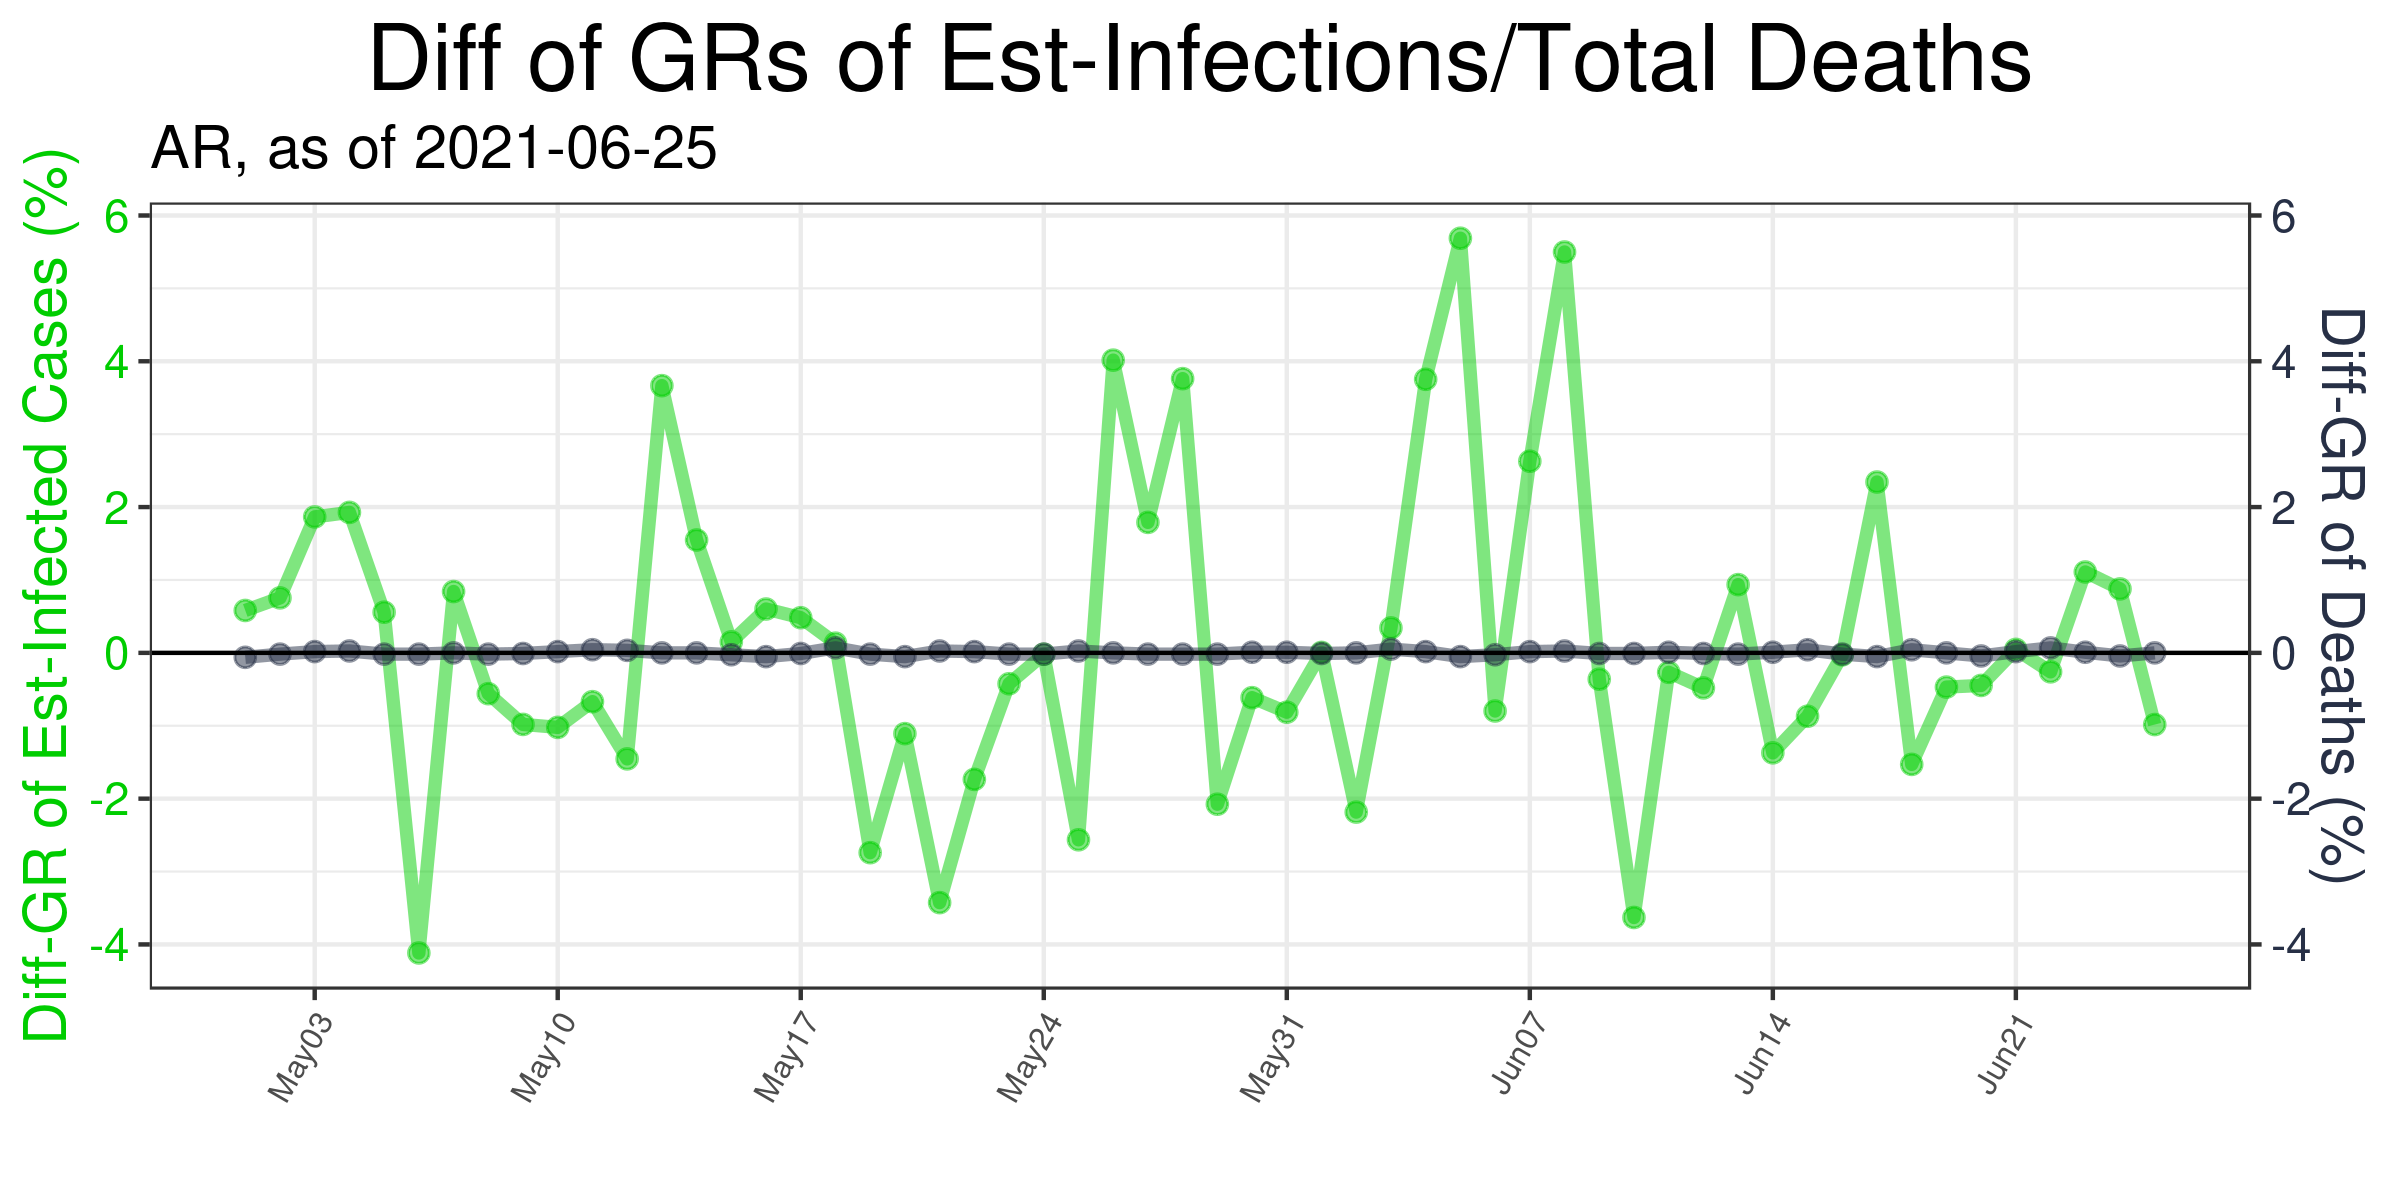 Diff of GRs of Est-Infections/Total Deaths
AR, as of 2021-06-25
Diff-GR of Est-Infected Cases (%)
6
4
2
0
-2
-4
6
4
2
0
-2
-4
Diff-GR of Deaths (%)
May03
May10
May17
May24
May31
Jun07
Jun14
Jun21